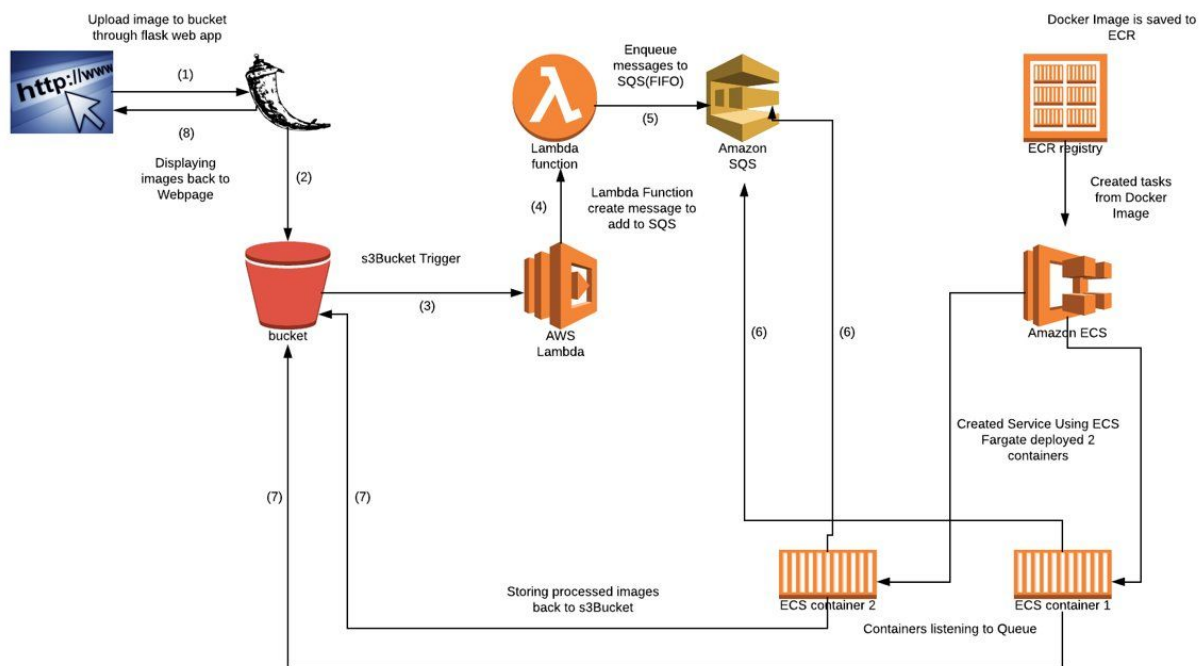 Upload image to bucket
through flask web app
http://www
(1)
(8)
Displaying
images back to
Webpage
(2)
bucket
s3Bucket Trigger
(3)
AWS
Lambda
(4)
Lambda Function
create message to
add to SQS
Lambda
function
Enqueue
messages to
SQS(FIFO)
(5)
Amazon
SQS
Docker Image is saved to
ECR
ECR registry
Created tasks
from Docker
Image
Amazon ECS
(6)
(6)
Created Service Using ECS
Fargate deployed 2
containers
(7)
(7)
Storing processed images
back to s3Bucket
ECS container 2
ECS container 1
Containers listening to Queue